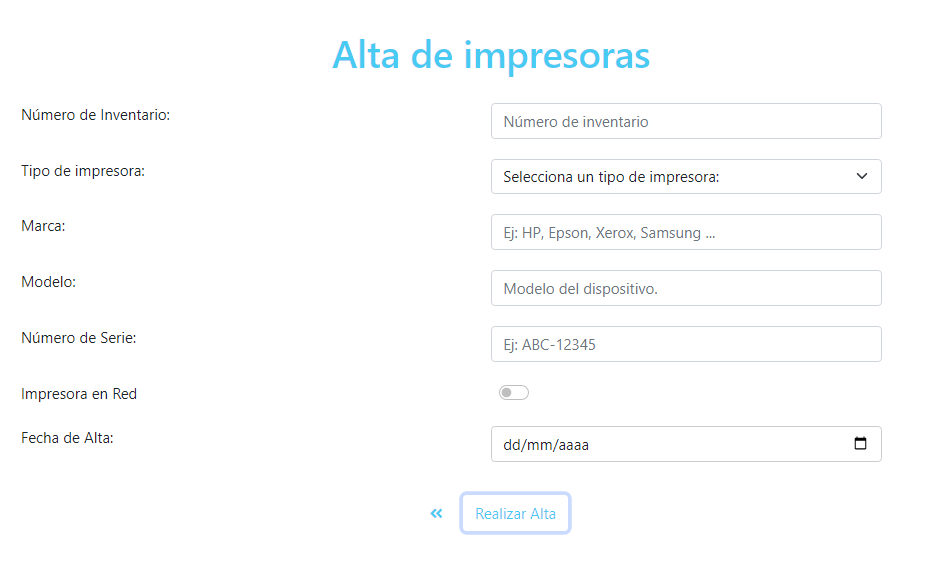 Alta de impresoras
Número de Inventario:
Número de inventario
Tipo de impresora:
Selecciona un tipo de impresora:
Marca:
Ej: HP, Epson, Xerox, Samsung ...
Modelo:
Modelo del dispositivo.
Número de Serie:
Ej: ABC-12345
Impresora en Red
Fecha de Alta:
dd/mm/aaaa
« Realizar Alta